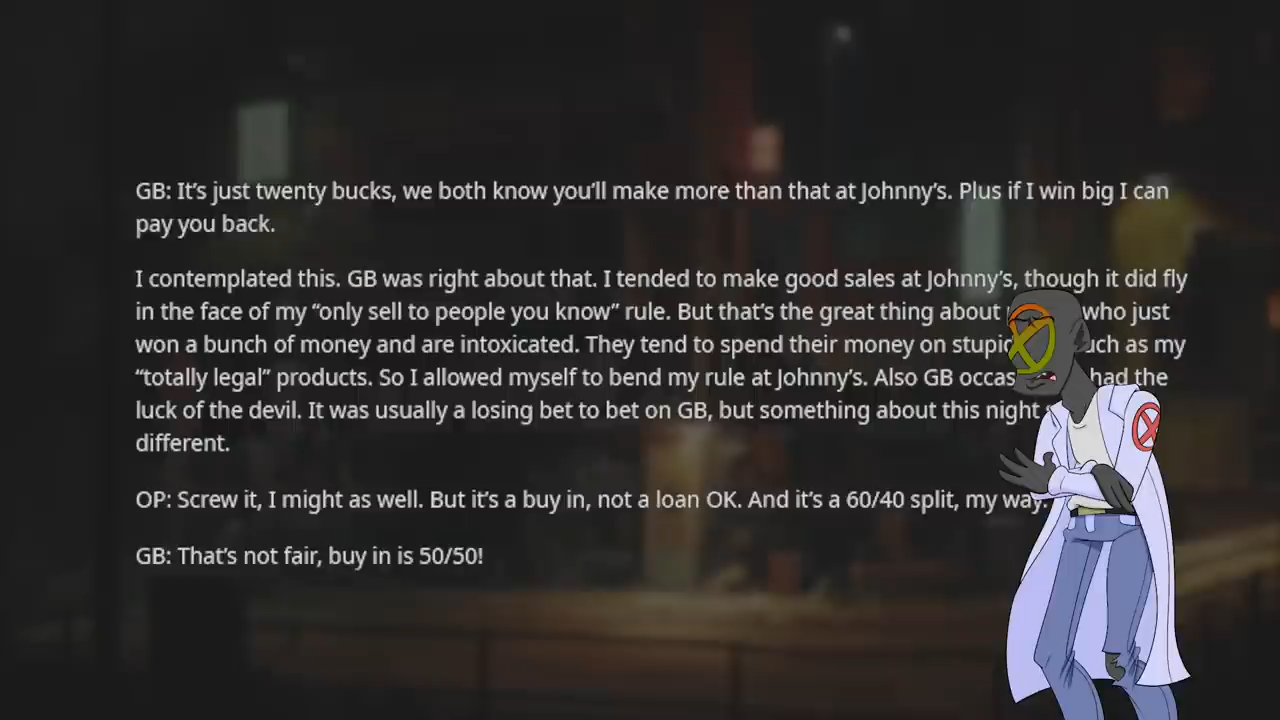 GB: It's just twenty bucks, we both know you'll make more than that at Johnny's. Plus if I win big I can
pay you back.
I contemplated this. GB was right about that. I tended to make good sales at Johnny's, though it did fly
in the face of my “only sell to people you know” rule. But that's the great thing about who just
won a bunch of money and are intoxicated. They tend to spend their money on such as my
“totally legal” products. So I allowed myself to bend my rule at Johnny's. Also GB had the
luck of the devil. It was usually a losing bet to bet on GB, but something about this night
different.
OP: Screw it, I might as well. But it's a buy in, not a loan OK. And it's a 60/40 split, my way.
GB: That's not fair, buy in is 50/50!